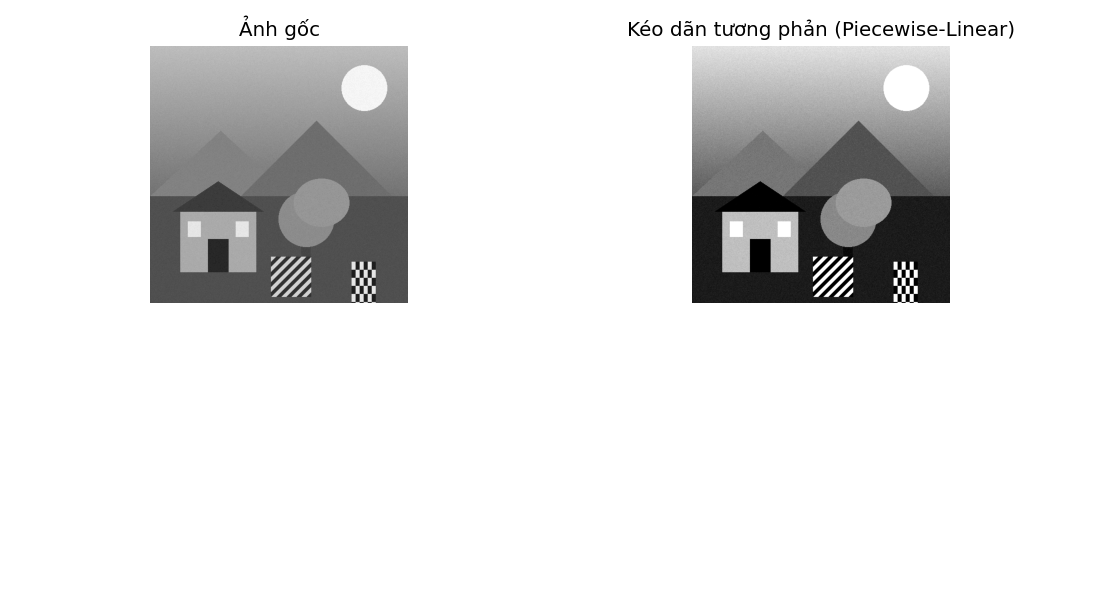 Ảnh gốc
Kéo dãn tương phản (Piecewise-Linear)